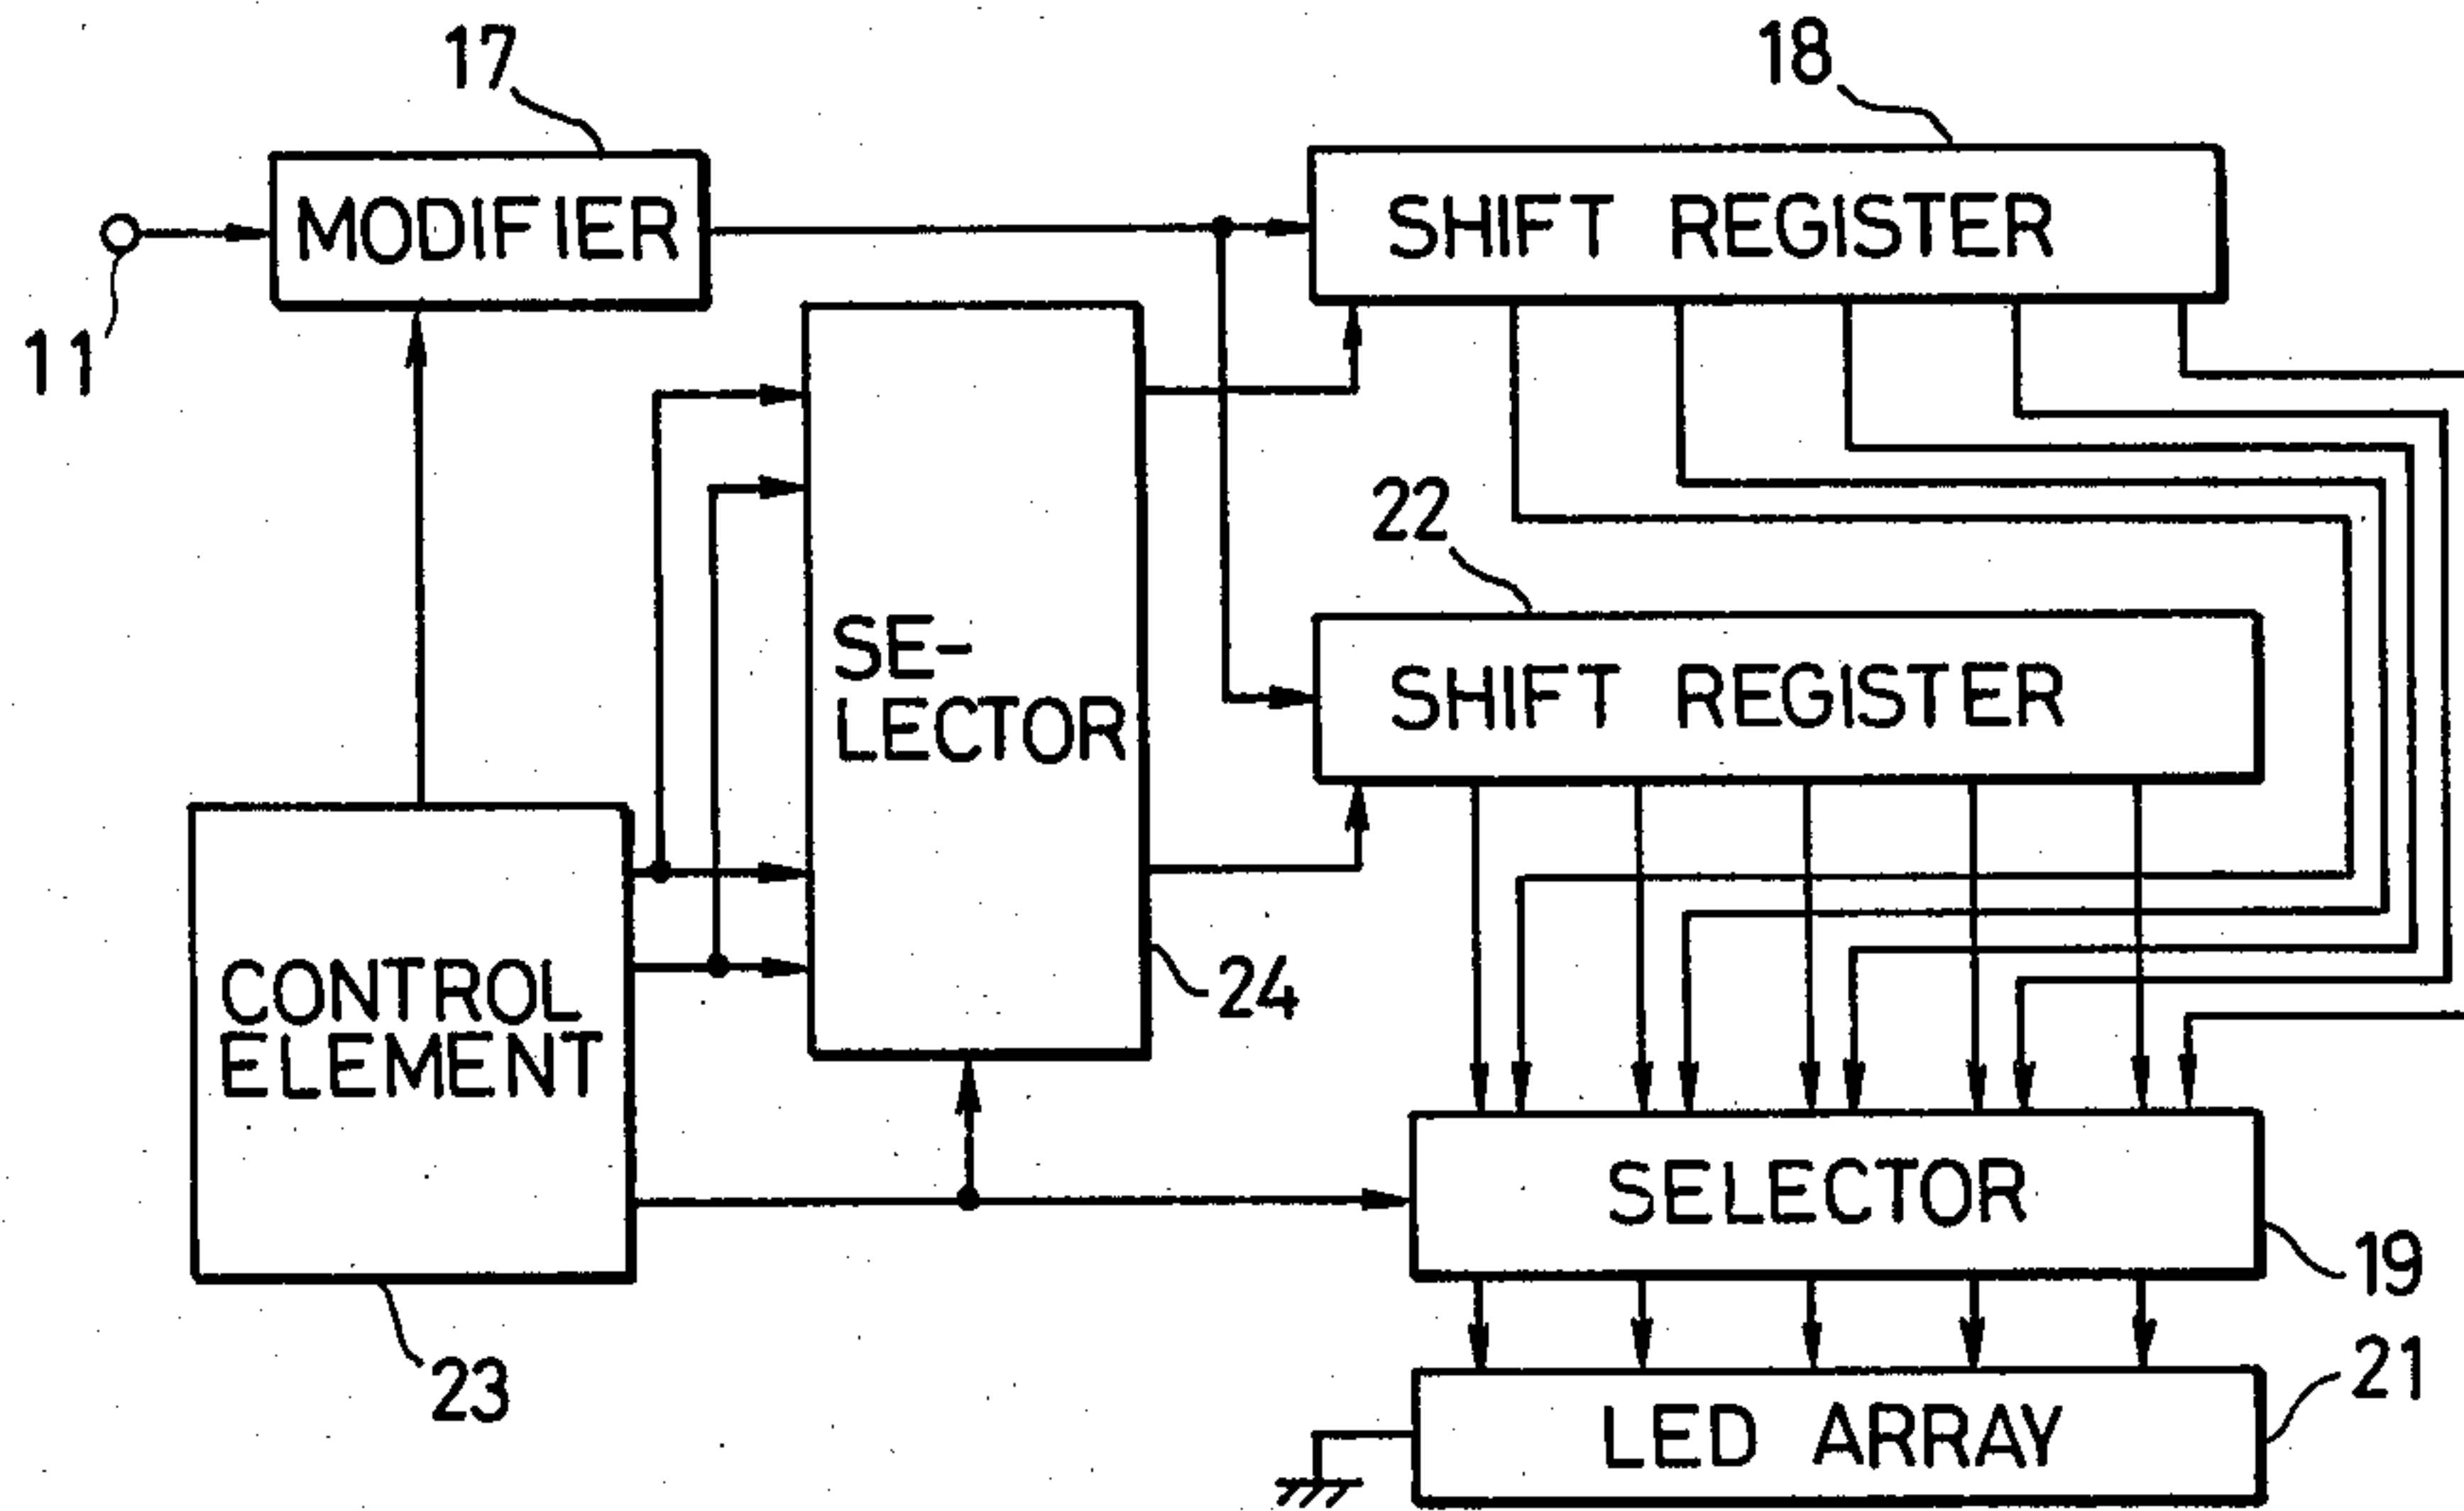 17
18
MODIFIER
SHIFT REGISTER
11
22
SE-
LECTOR
SHIFT REGISTER
24
CONTROL
ELEMENT
SELECTOR
19
23
21
LED ARRAY